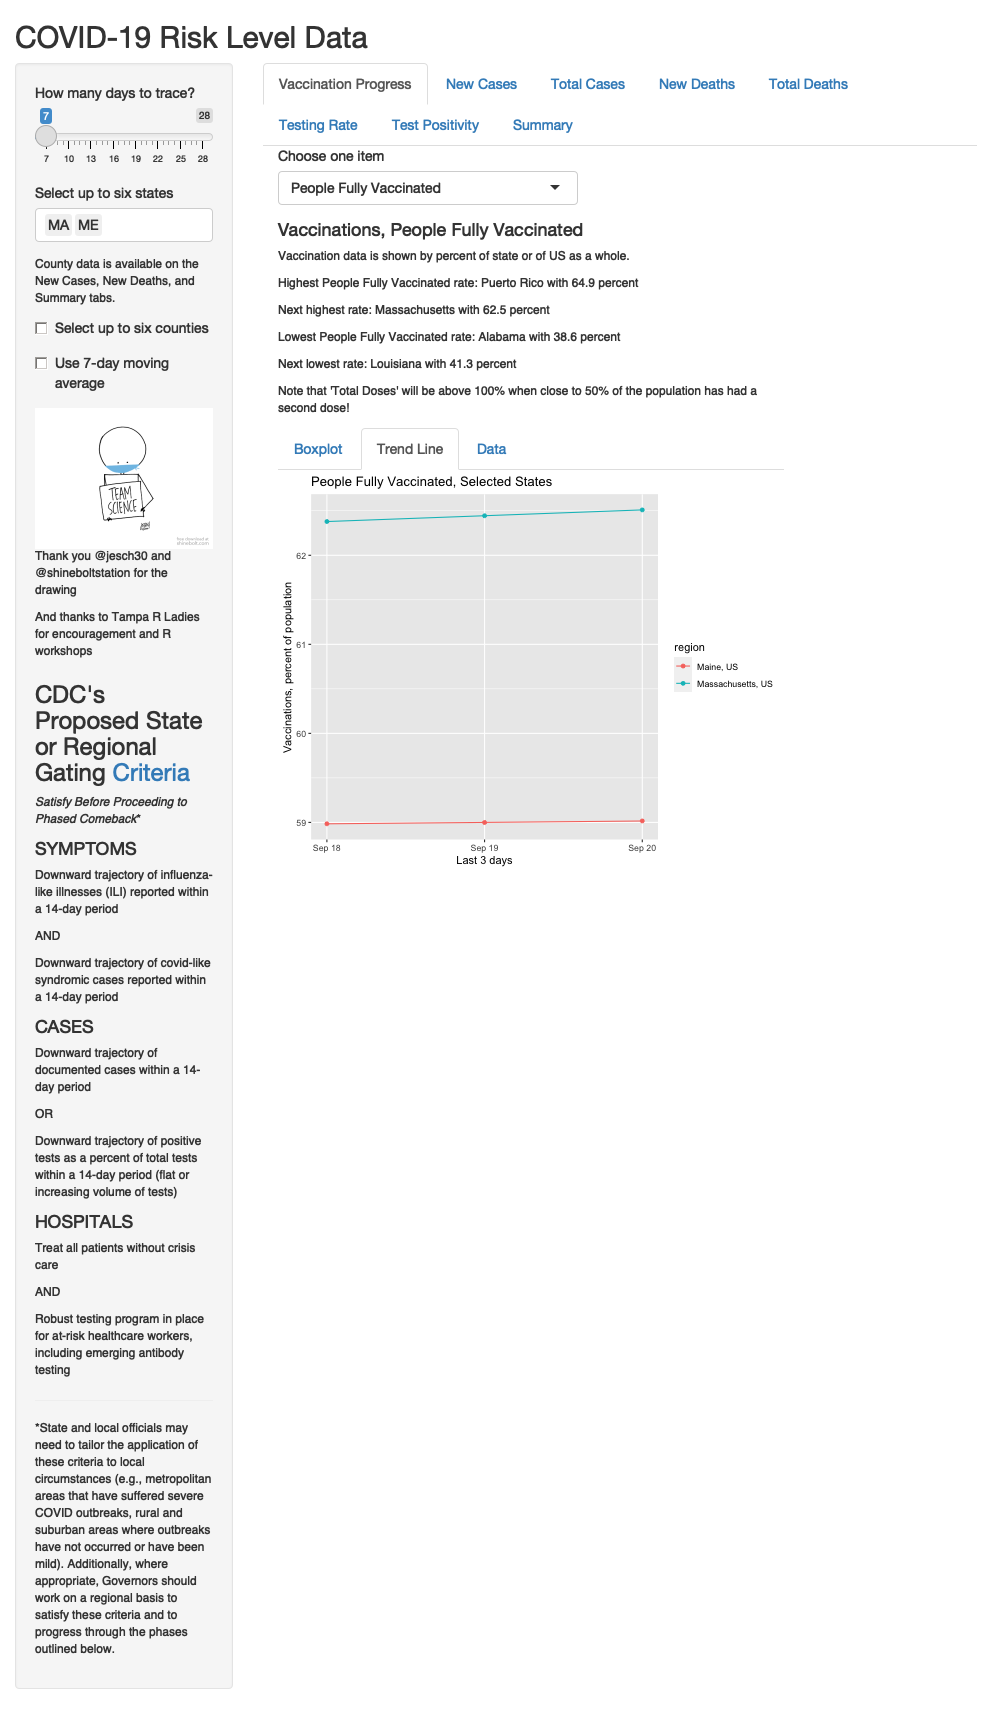 COVID-19 Risk Level Data
How many days to trace?
7
28
7 10 13 16 19 22 25 28
Select up to six states
MA ME
County data is available on the
New Cases, New Deaths, and
Summary tabs.
Select up to six counties
Use 7-day moving
average
TEAM
SCIENCE
Thank you @jesch30 and
@shineboltstation for the
drawing
And thanks to Tampa R Ladies
for encouragement and R
workshops
CDC's
Proposed State
or Regional
Gating Criteria
Satisfy Before Proceeding to
Phased Comeback*
SYMPTOMS
Downward trajectory of influenza-
like illnesses (ILI) reported within
a 14-day period
AND
Downward trajectory of covid-like
syndromic cases reported within
a 14-day period
CASES
Downward trajectory of
documented cases within a 14-
day period
OR
Downward trajectory of positive
tests as a percent of total tests
within a 14-day period (flat or
increasing volume of tests)
HOSPITALS
Treat all patients without crisis
care
AND
Robust testing program in place
for at-risk healthcare workers,
including emerging antibody
testing
*State and local officials may
need to tailor the application of
these criteria to local
circumstances (e.g., metropolitan
areas that have suffered severe
COVID outbreaks, rural and
suburban areas where outbreaks
have not occurred or have been
mild). Additionally, where
appropriate, Governors should
work on a regional basis to
satisfy these criteria and to
progress through the phases
outlined below.
Vaccination Progress New Cases Total Cases New Deaths Total Deaths
Testing Rate Test Positivity Summary
Choose one item
People Fully Vaccinated
Vaccinations, People Fully Vaccinated
Vaccination data is shown by percent of state or of US as a whole.
Highest People Fully Vaccinated rate: Puerto Rico with 64.9 percent
Next highest rate: Massachusetts with 62.5 percent
Lowest People Fully Vaccinated rate: Alabama with 38.6 percent
Next lowest rate: Louisiana with 41.3 percent
Note that 'Total Doses' will be above 100% when close to 50% of the population has had a
second dose!
Boxplot Trend Line Data
People Fully Vaccinated, Selected States
Vaccinations, percent of population
62
61
60
59
Sep 18 Sep 19 Sep 20
Last 3 days
region
Maine, US
Massachusetts, US